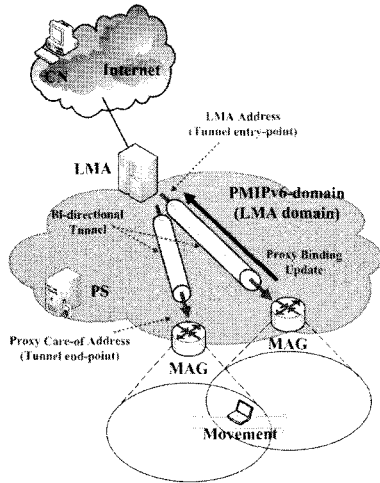 CN
Internet
LMA Address
(Tunnel entry-point)
LMA
PMIPv6-domain
(LMA domain)
Bi-directional
Tunnel
Proxy Binding
Update
PS
Proxy Care-of Address
(Tunnel end-point)
MAG
MAG
Movement